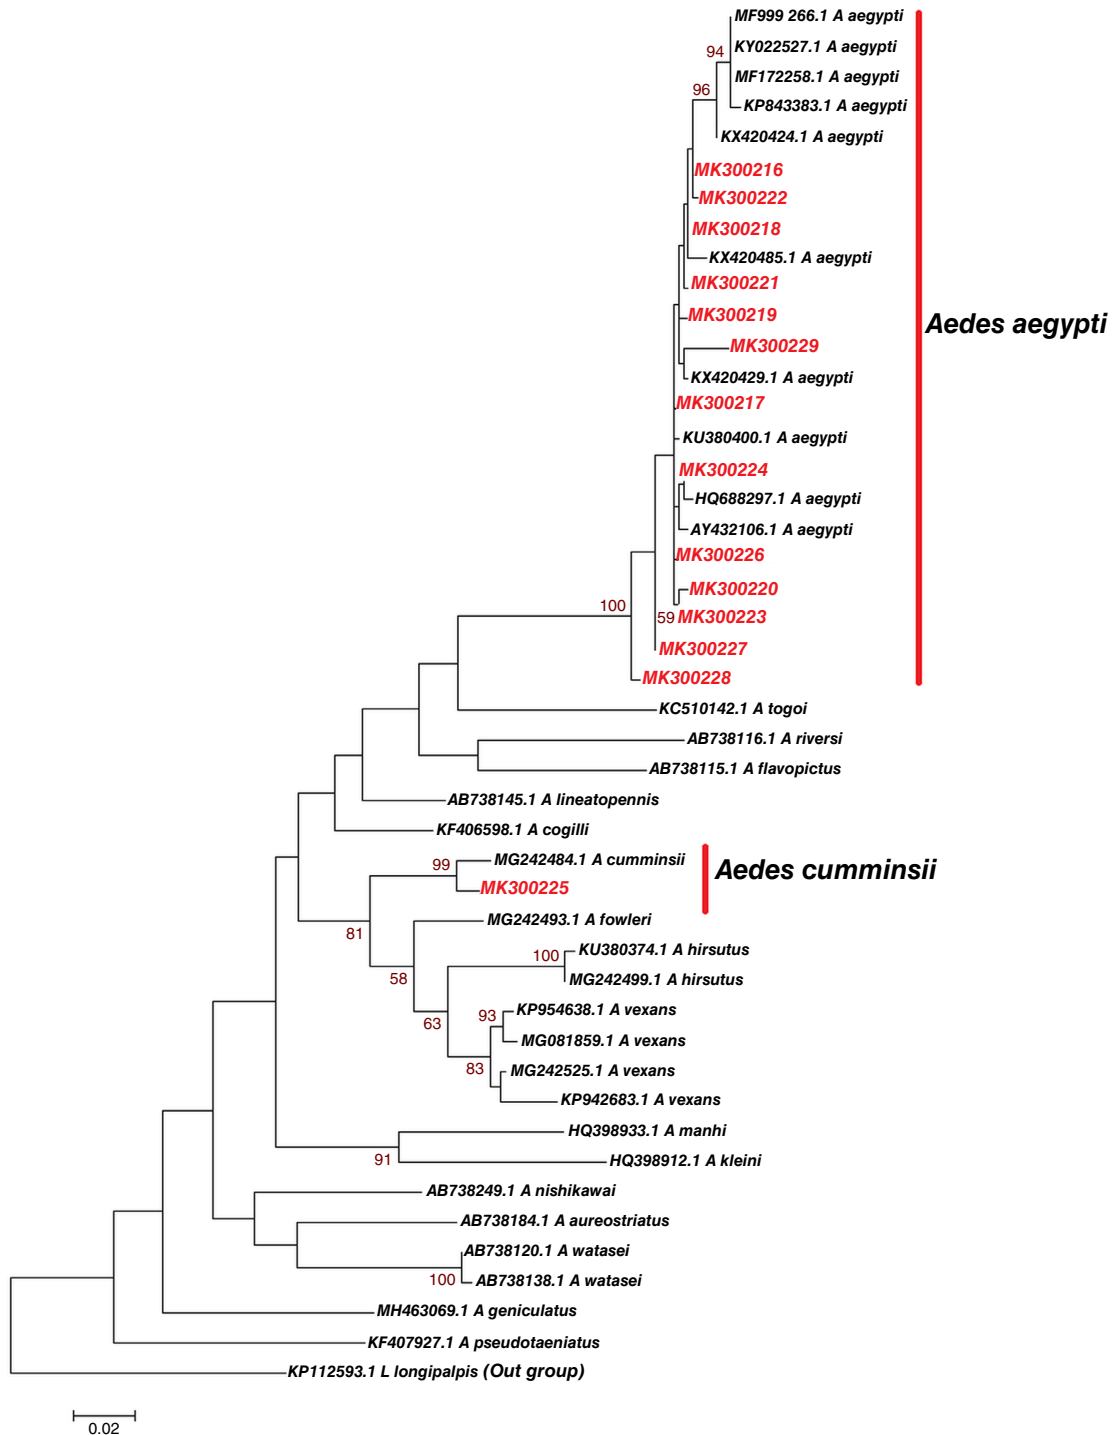 MF999 266.1 A aegypti
KY022527.1 A aegypti
94
MF172258.1 A aegypti
96
KP843383.1 A aegypti
KX420424.1 A aegypti
MK300216
MK300222
MK300218
KX420485.1 A aegypti
MK300221
MK300219
Aedes aegypti
MK300229
KX420429.1 A aegypti
MK300217
KU380400.1 A aegypti
MK300224
HQ688297.1 A aegypti
AY432106.1 A aegypti
MK300226
MK300220
100
59 MK300223
MK300227
MK300228
KC510142.1 A togoi
AB738116.1 A riversi
AB738115.1 A flavopictus
AB738145.1 A lineatopennis
KF406598.1 A cogilli
MG242484.1 A cumminsii
99
Aedes cumminsii
MK300225
MG242493.1 A fowleri
81
KU380374.1 A hirsutus
100
MG242499.1 A hirsutus
58
KP954638.1 A vexans
93
63
MG081859.1 A vexans
83
MG242525.1 A vexans
KP942683.1 A vexans
HQ398933.1 A manhi
91
HQ398912.1 A kleini
AB738249.1 A nishikawai
AB738184.1 A aureostriatus
AB738120.1 A watasei
100
AB738138.1 A watasei
MH463069.1 A geniculatus
KF407927.1 A pseudotaeniatus
KP112593.1 L longipalpis (Out group)
0.02